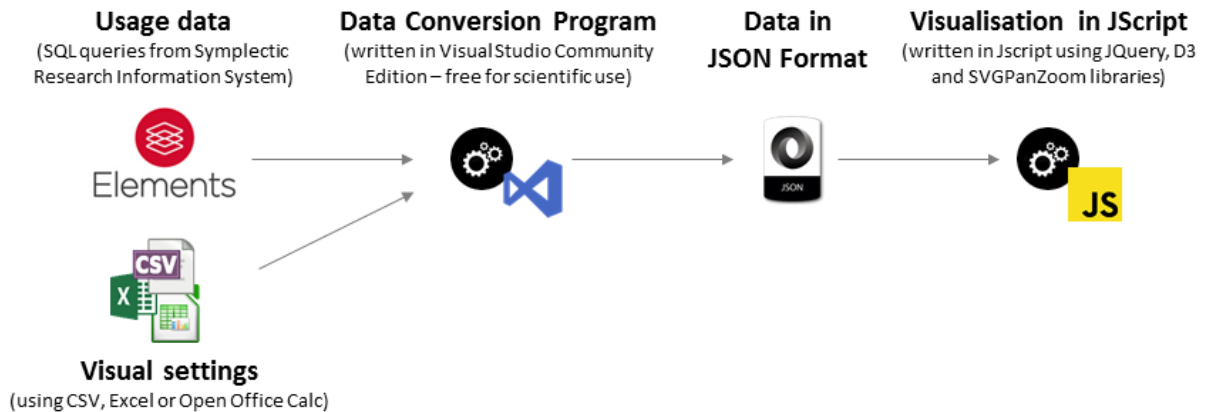 Usage data
(SQL queries from Symplectic
Research Information System)
Data Conversion Program
(written in Visual Studio Community
Edition – free for scientific use)
Data in
JSON Format
Visualisation in JScript
(written in Jscript using JQuery, D3
and SVGPanZoom libraries)
Elements
JSON
JS
CSV
X
Visual settings
(using CSV, Excel or Open Office Calc)